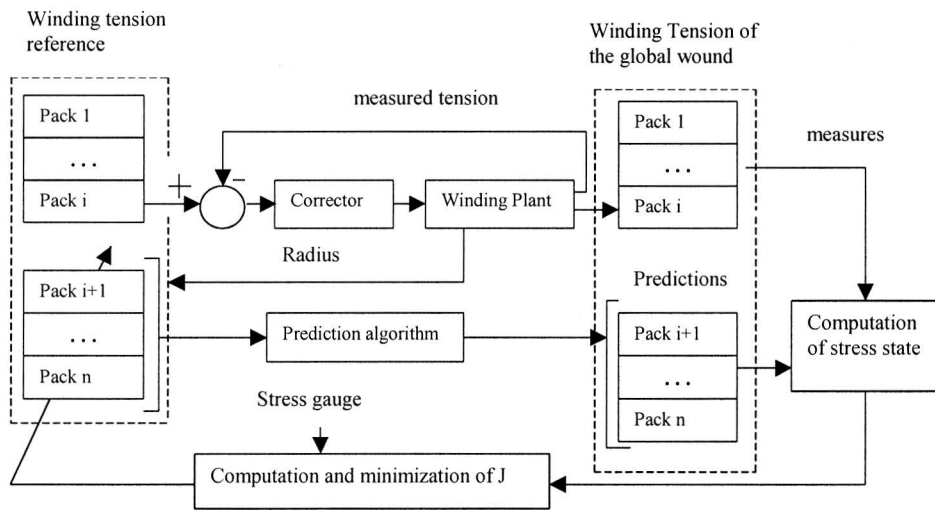 Winding tension
reference
Winding Tension of
the global wound
Pack 1
...
Pack i
measured tension
Pack 1
...
Pack i
measures
+
-
Corrector
Winding Plant
Radius
Predictions
Pack i+1
...
Pack n
Prediction algorithm
Pack i+1
...
Pack n
Computation
of stress state
Stress gauge
Computation and minimization of J